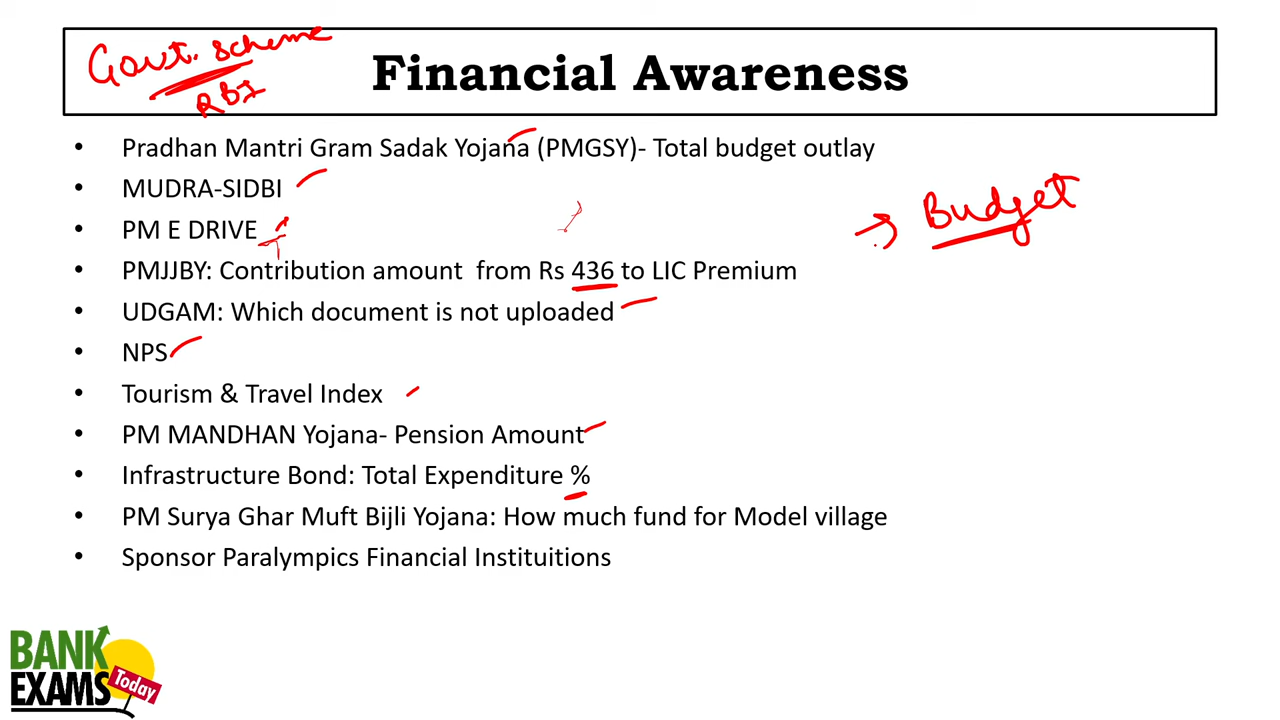 Govt. Scheme
RBI
Financial Awareness
• Pradhan Mantri Gram Sadak Yojana (PMGSY)- Total budget outlay
• MUDRA-SIDBI
• PM E DRIVE
• PMJJBY: Contribution amount from Rs 436 to LIC Premium
• UDGAM: Which document is not uploaded
• NPS
• Tourism & Travel Index
• PM MANDHAN Yojana- Pension Amount
• Infrastructure Bond: Total Expenditure %
• PM Surya Ghar Muft Bijli Yojana: How much fund for Model village
• Sponsor Paralympics Financial Instituitions
→ Budget
BANK
EXAMS
Today